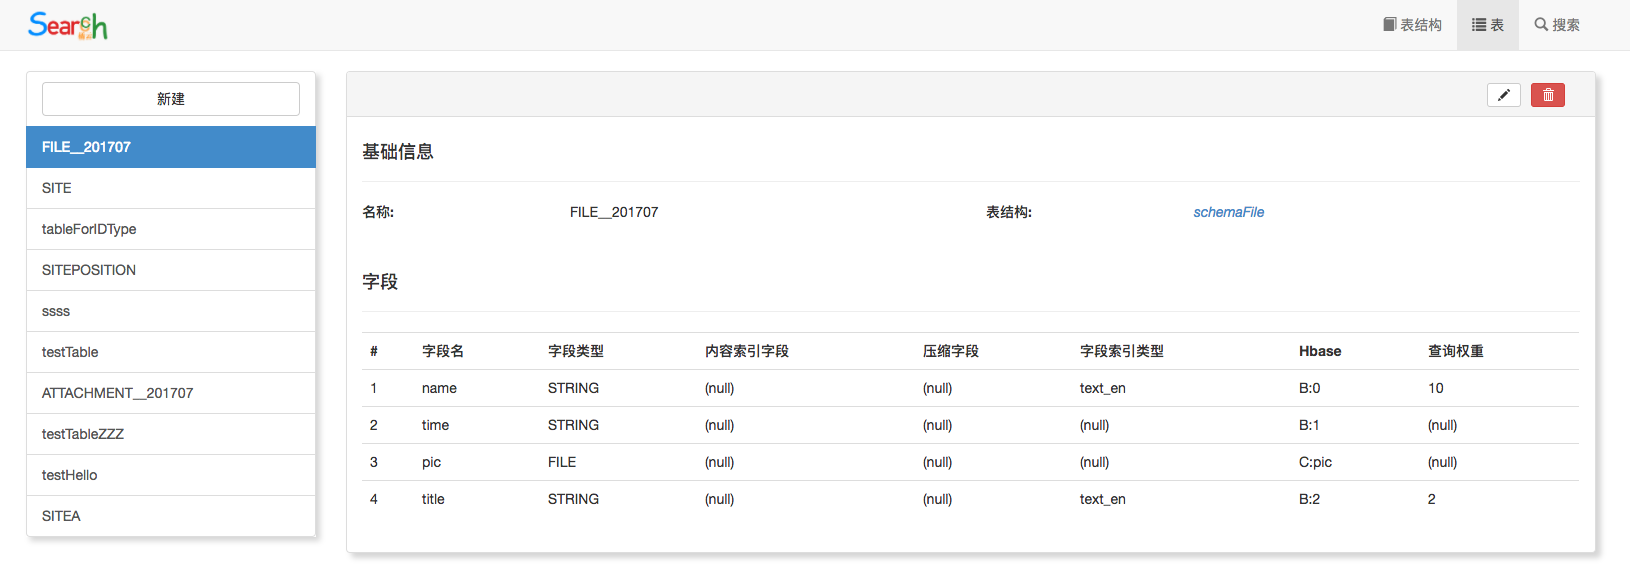 Search
表结构 表 搜索
新建
FILE__201707
SITE
tableForIDType
SITEPOSITION
ssss
testTable
ATTACHMENT__201707
testTableZZZ
testHello
SITEA
基础信息
名称: FILE__201707 表结构: schemaFile
字段
# 字段名 字段类型 内容索引字段 压缩字段 字段索引类型 Hbase 查询权重
1 name STRING (null) (null) text_en B:0 10
2 time STRING (null) (null) (null) B:1 (null)
3 pic FILE (null) (null) (null) C:pic (null)
4 title STRING (null) (null) text_en B:2 2